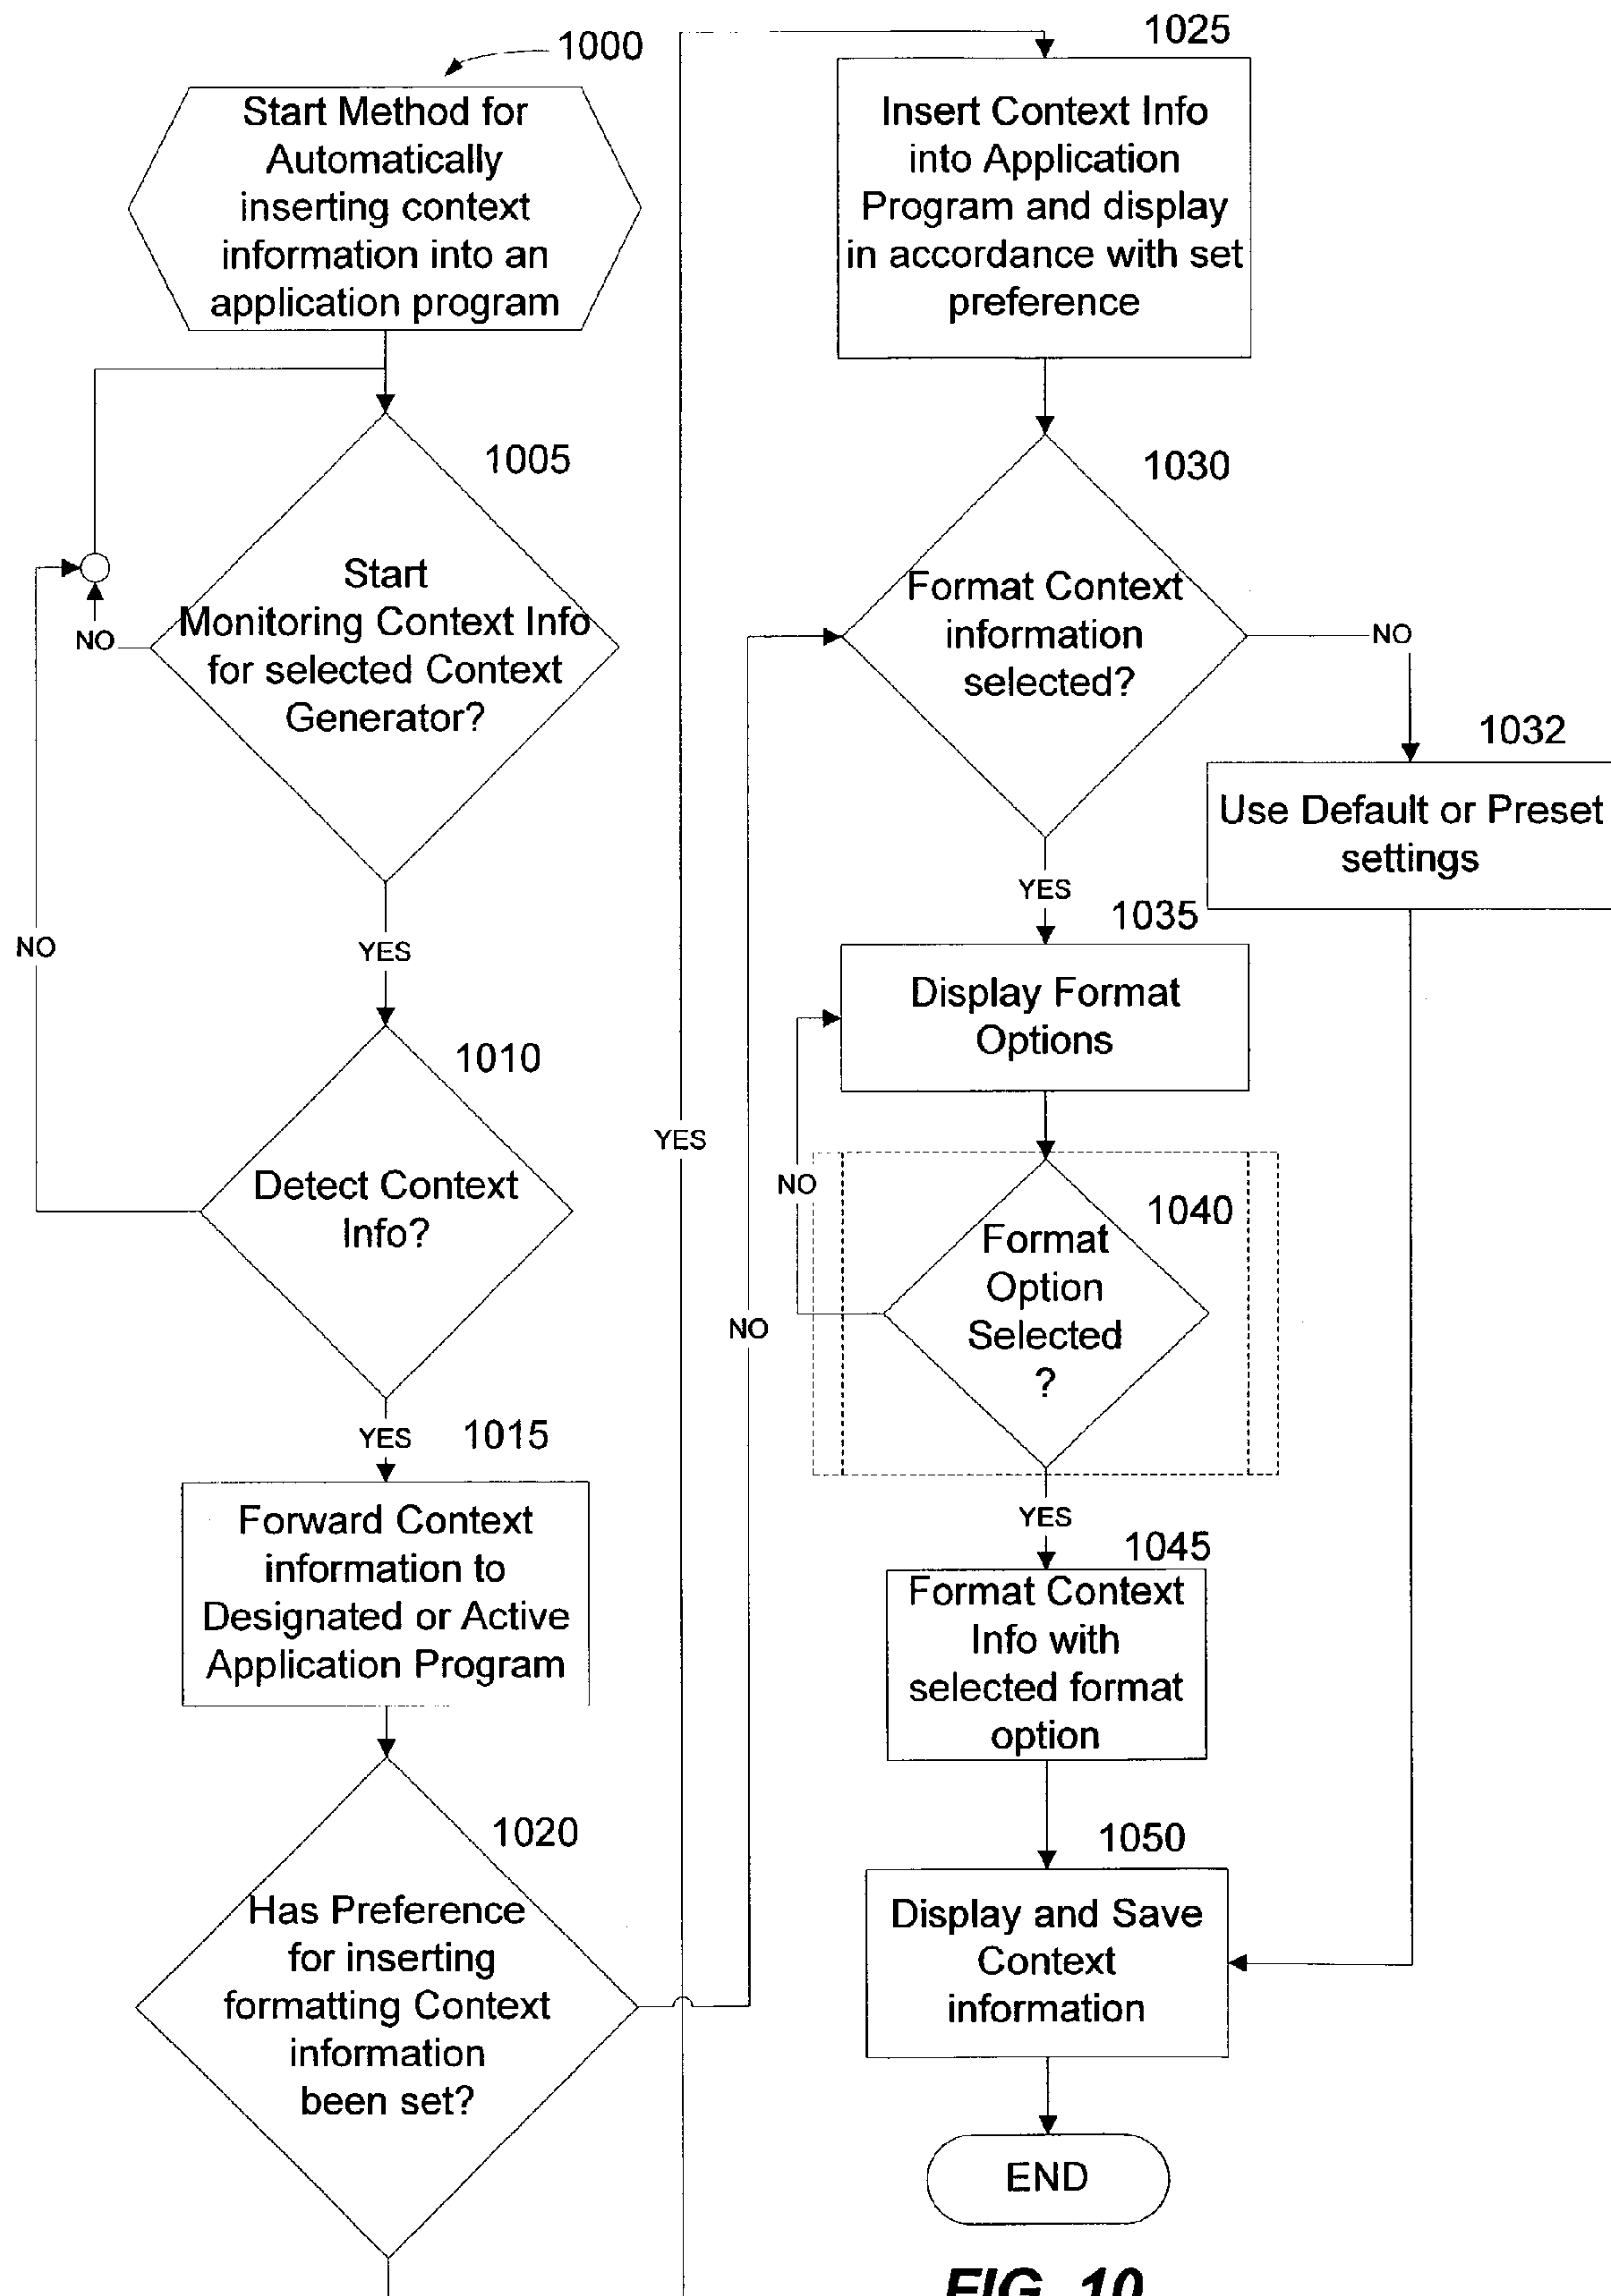 1000
Start Method for
Automatically
inserting context
information into an
application program
1005
Start
Monitoring Context Info
for selected Context
Generator?
NO
YES
NO
1010
Detect Context
Info?
YES
1015
Forward Context
information to
Designated or Active
Application Program
1020
Has Preference
for inserting
formatting Context
information
been set?
YES
NO
1025
Insert Context Info
into Application
Program and display
in accordance with set
preference
1030
Format Context
information
selected?
NO
1032
Use Default or Preset
settings
YES
1035
Display Format
Options
NO
1040
Format
Option
Selected
?
YES
1045
Format Context
Info with
selected format
option
1050
Display and Save
Context
information
END
FIG. 10